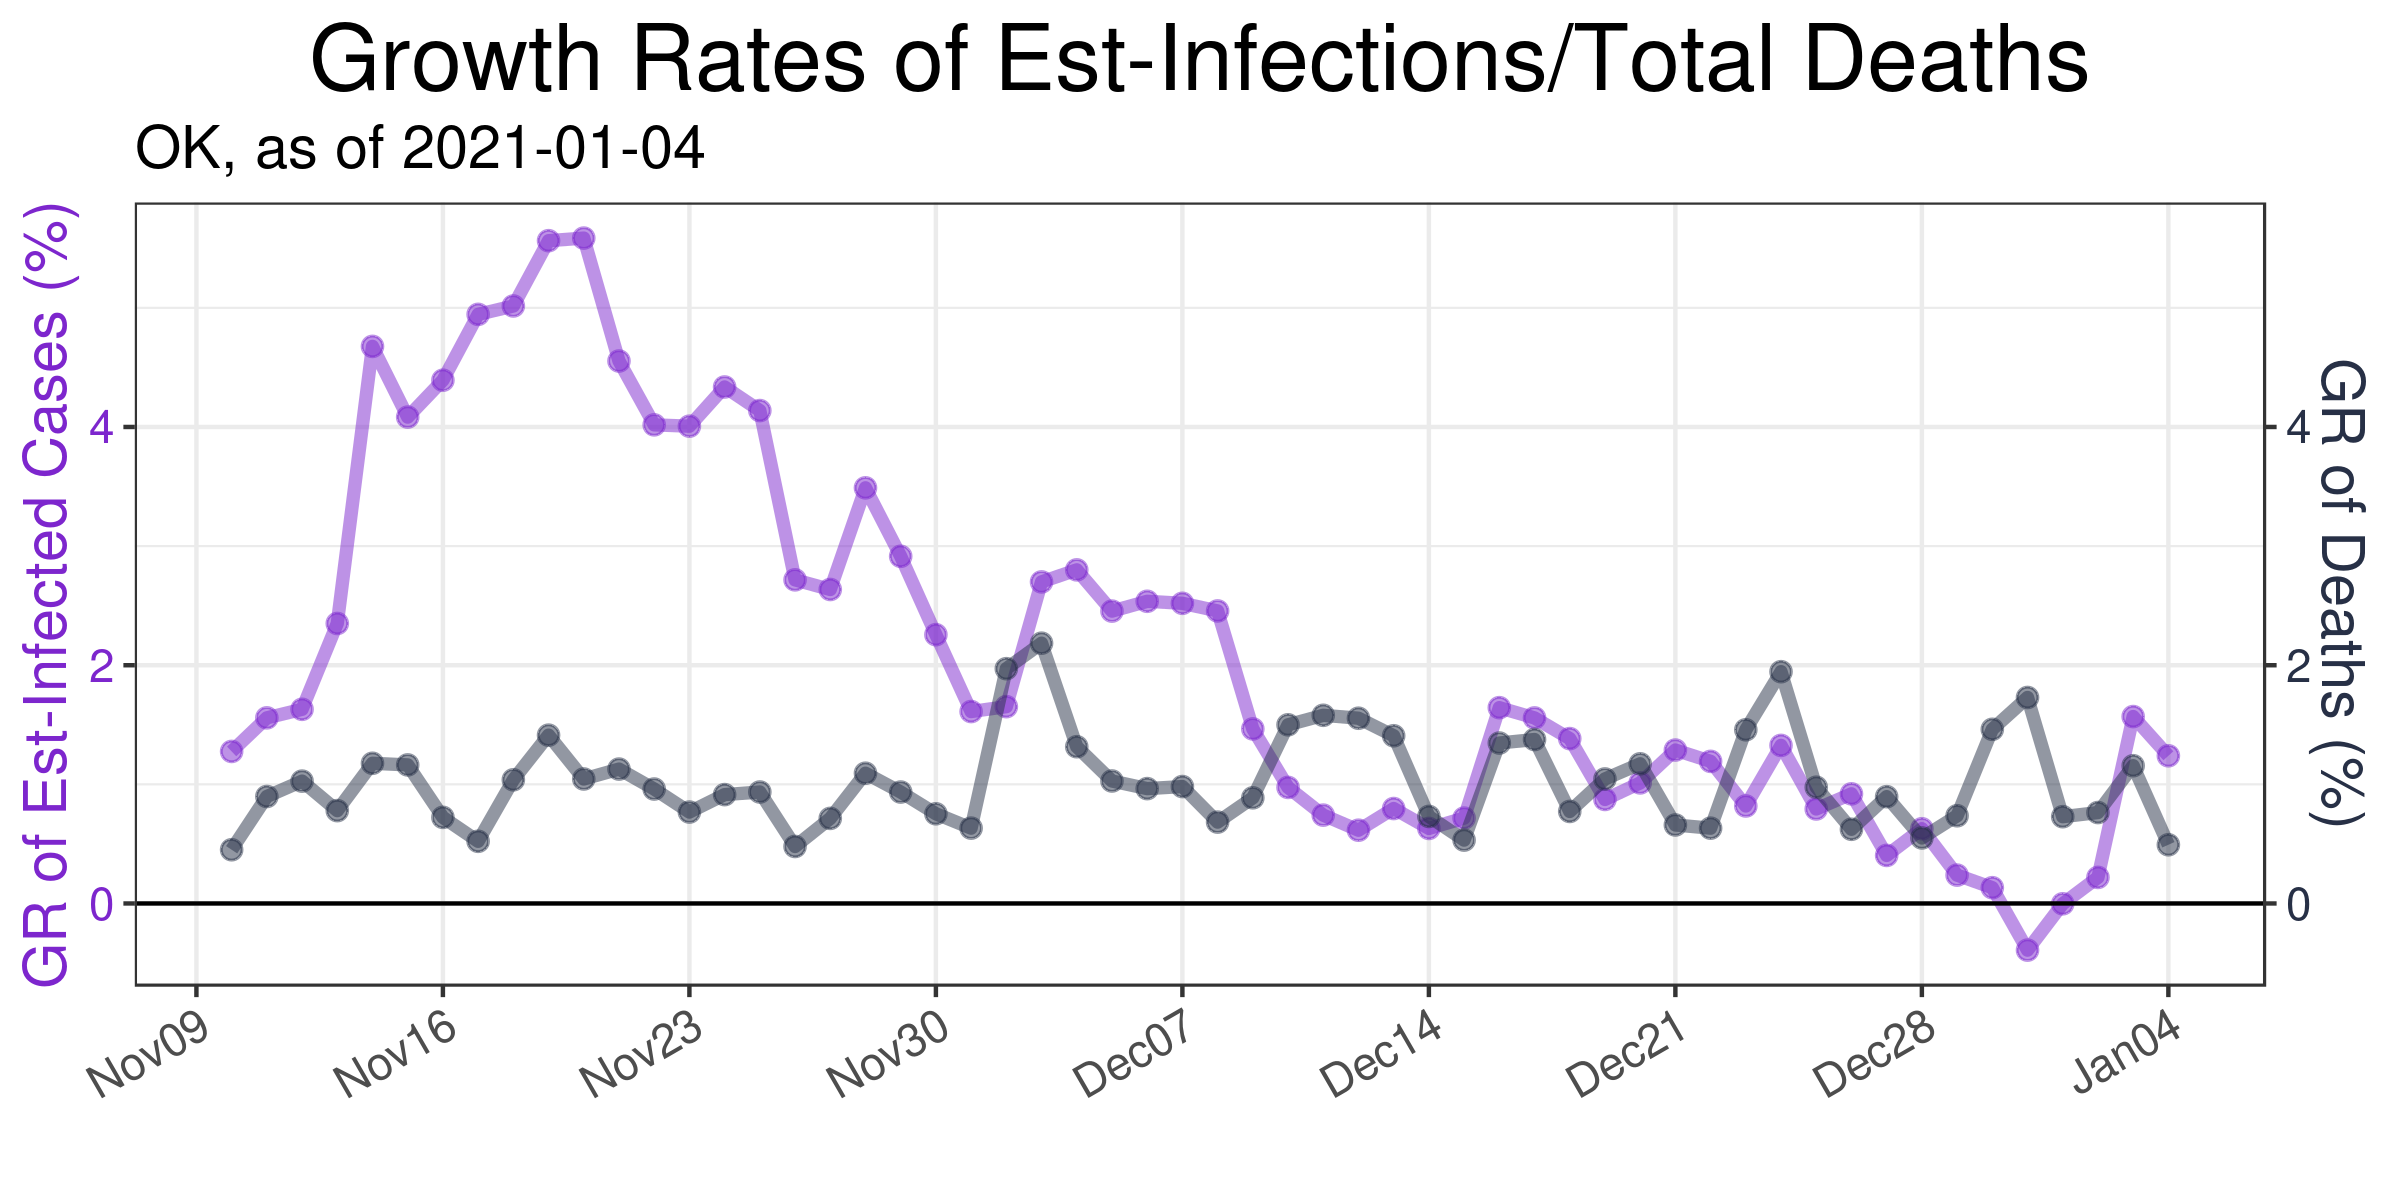 Growth Rates of Est-Infections/Total Deaths
OK, as of 2021-01-04
GR of Est-Infected Cases (%)
4
2
0
4
2
0
GR of Deaths (%)
Nov09
Nov16
Nov23
Nov30
Dec07
Dec14
Dec21
Dec28
Jan04